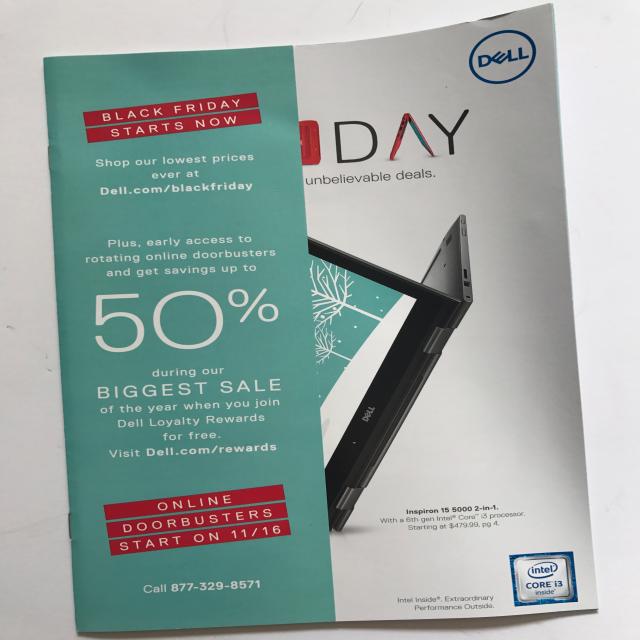 BLACK FRIDAY
STARTS NOW
Shop our lowest prices
ever at
Dell.com/blackfriday
Plus, early access to
rotating online doorbusters
and get savings up to
50%
during our
BIGGEST SALE
of the year when you join
Dell Loyalty Rewards
for free.
Visit Dell.com/rewards
ONLINE
DOORBUSTERS
START ON 11/16
Call 877-329-8571
DELL
DAY
unbelievable deals.
DELL
Inspiron 15 5000 2-in-1.
With a 6th gen Intel® Core™ i3 processor.
Starting at $479.99, pg 4.
Intel Inside®. Extraordinary
Performance Outside.
intel®
CORE™ i3
inside™